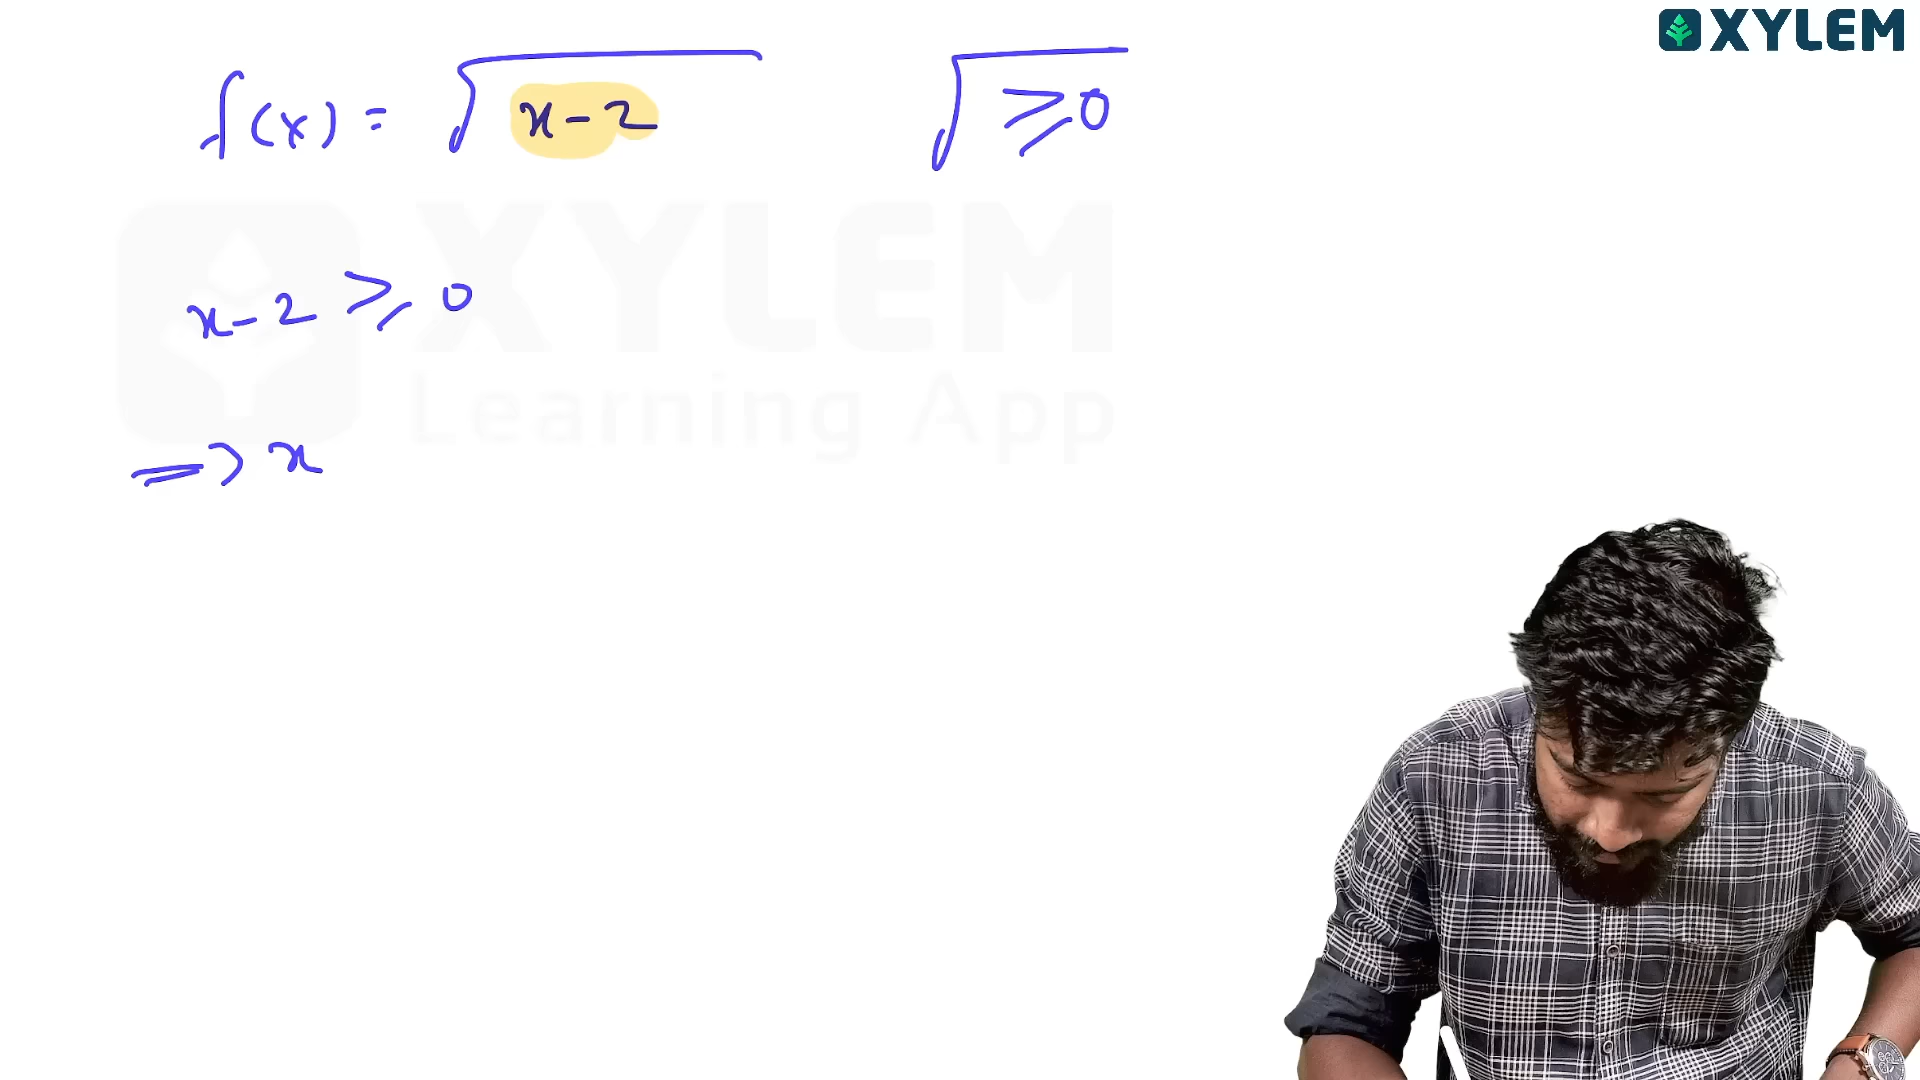 XYLEM
f(x) = √(x-2) √(≥0)
XYLEM
Learning App
x-2 ≥ 0
⇒ x